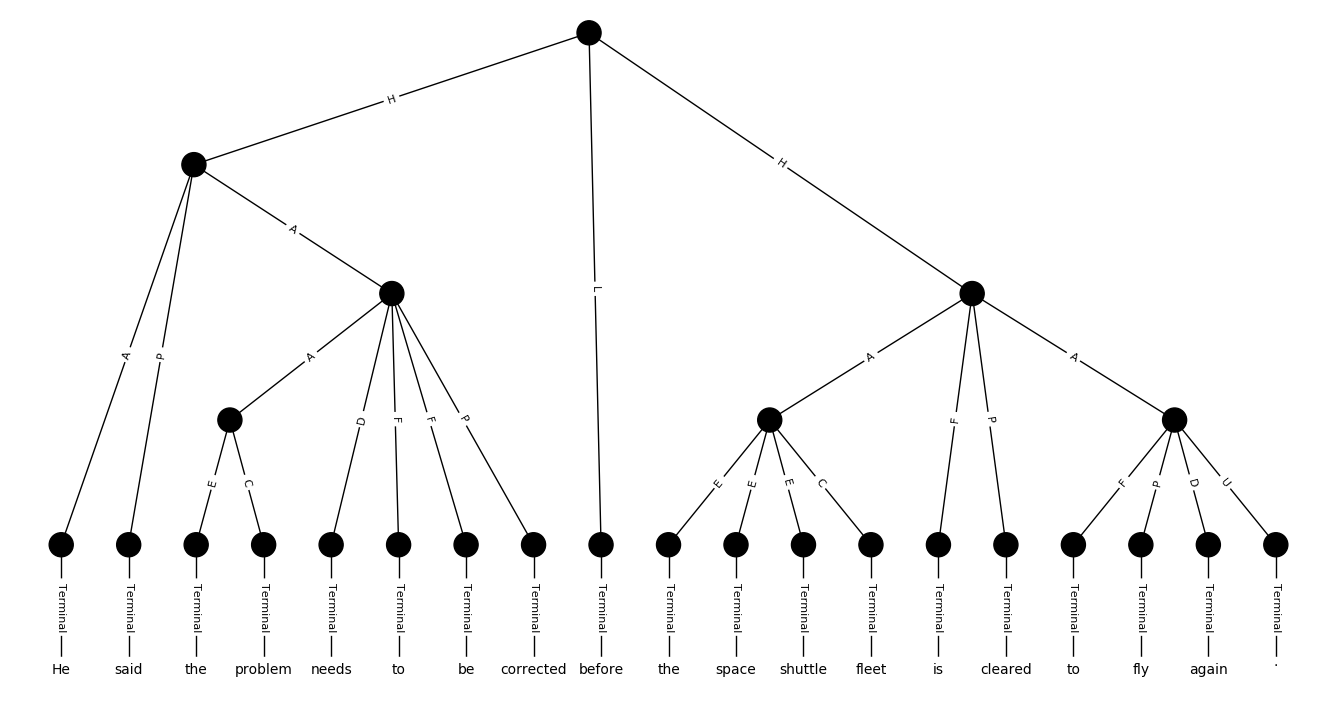 H
H
A
A
P
L
A
D
F
F
P
A
F
P
A
E
C
E
E
E
C
F
P
D
U
Terminal Terminal Terminal Terminal Terminal Terminal Terminal Terminal Terminal Terminal Terminal Terminal Terminal Terminal Terminal Terminal Terminal Terminal Terminal
He said the problem needs to be corrected before the space shuttle fleet is cleared to fly again .